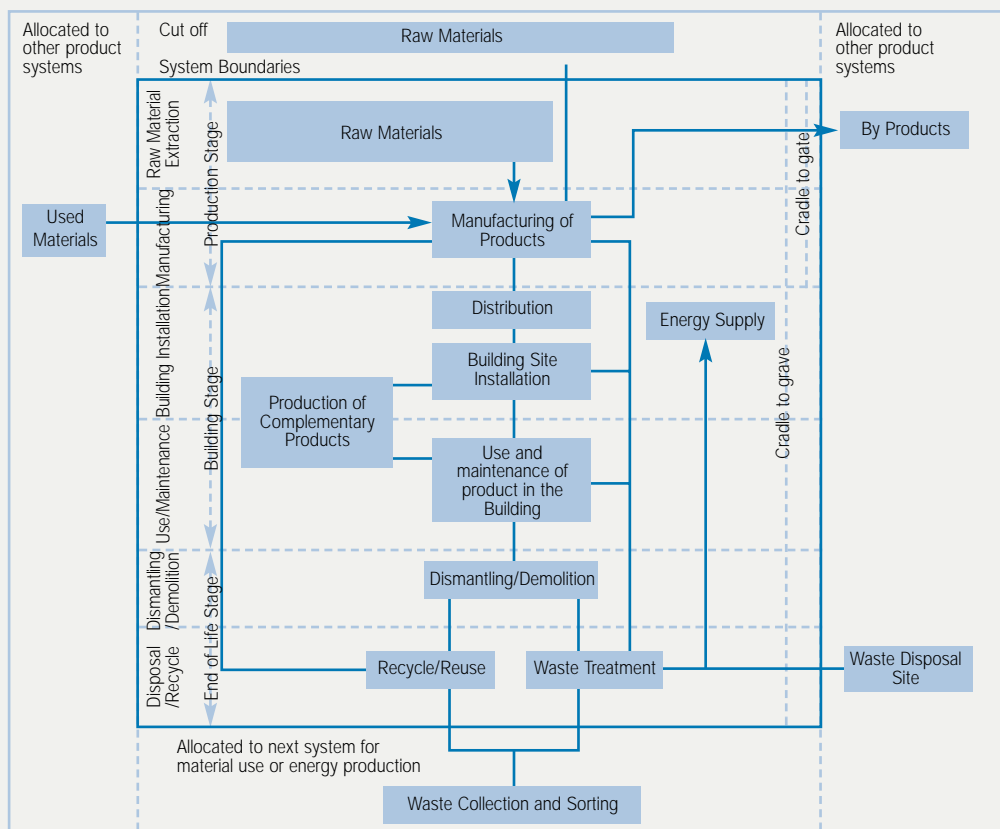 Allocated to
other product
systems
Cut off
Raw Materials
System Boundaries
Allocated to
other product
systems
Raw Material
Extraction
Production Stage
Raw Materials
Cradle to gate
By Products
Used
Materials
Manufacturing
Manufacturing of
Products
Distribution
Energy Supply
Building Installation
Building Stage
Building Site
Installation
Production of
Complementary
Products
Cradle to grave
Use/Maintenance
Use and
maintenance of
product in the
Building
Dismantling
/Demolition
End of Life Stage
Dismantling/Demolition
Disposal
/Recycle
Recycle/Reuse
Waste Treatment
Waste Disposal
Site
Allocated to next system for
material use or energy production
Waste Collection and Sorting